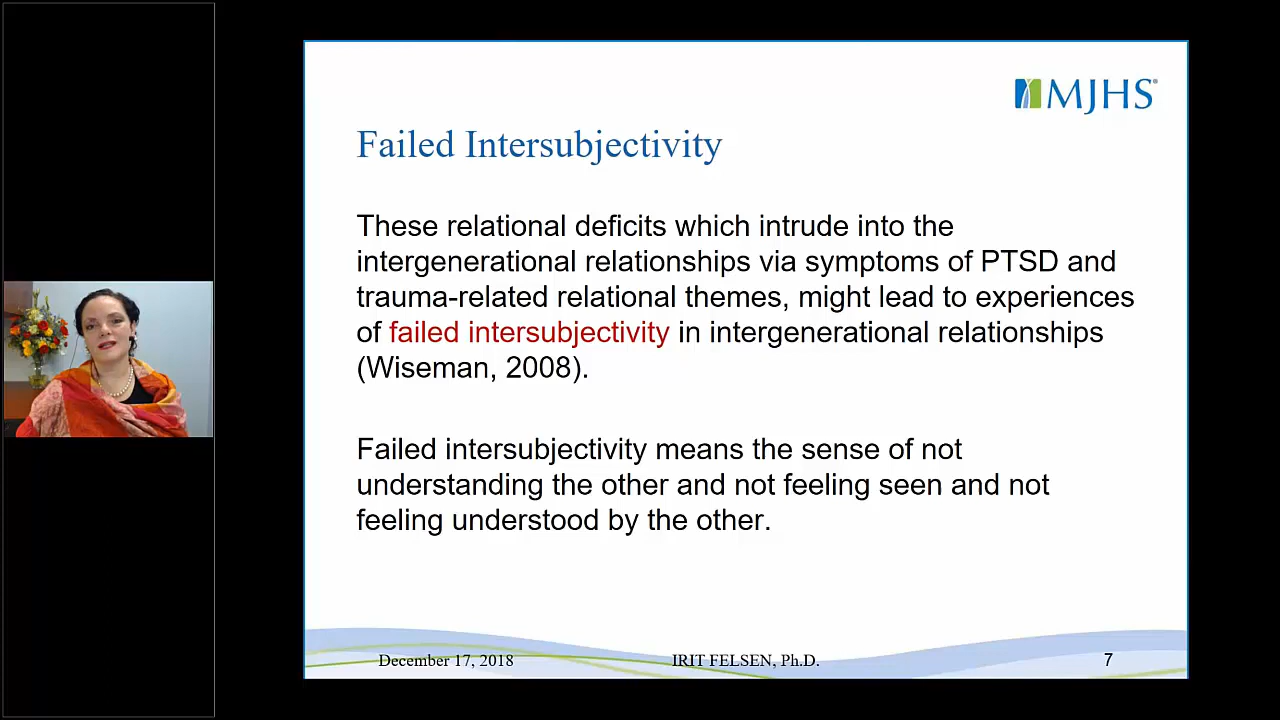 MJHS®
Failed Intersubjectivity
These relational deficits which intrude into the
intergenerational relationships via symptoms of PTSD and
trauma-related relational themes, might lead to experiences
of failed intersubjectivity in intergenerational relationships
(Wiseman, 2008).
Failed intersubjectivity means the sense of not
understanding the other and not feeling seen and not
feeling understood by the other.
December 17, 2018
IRIT FELSEN, Ph.D.
7